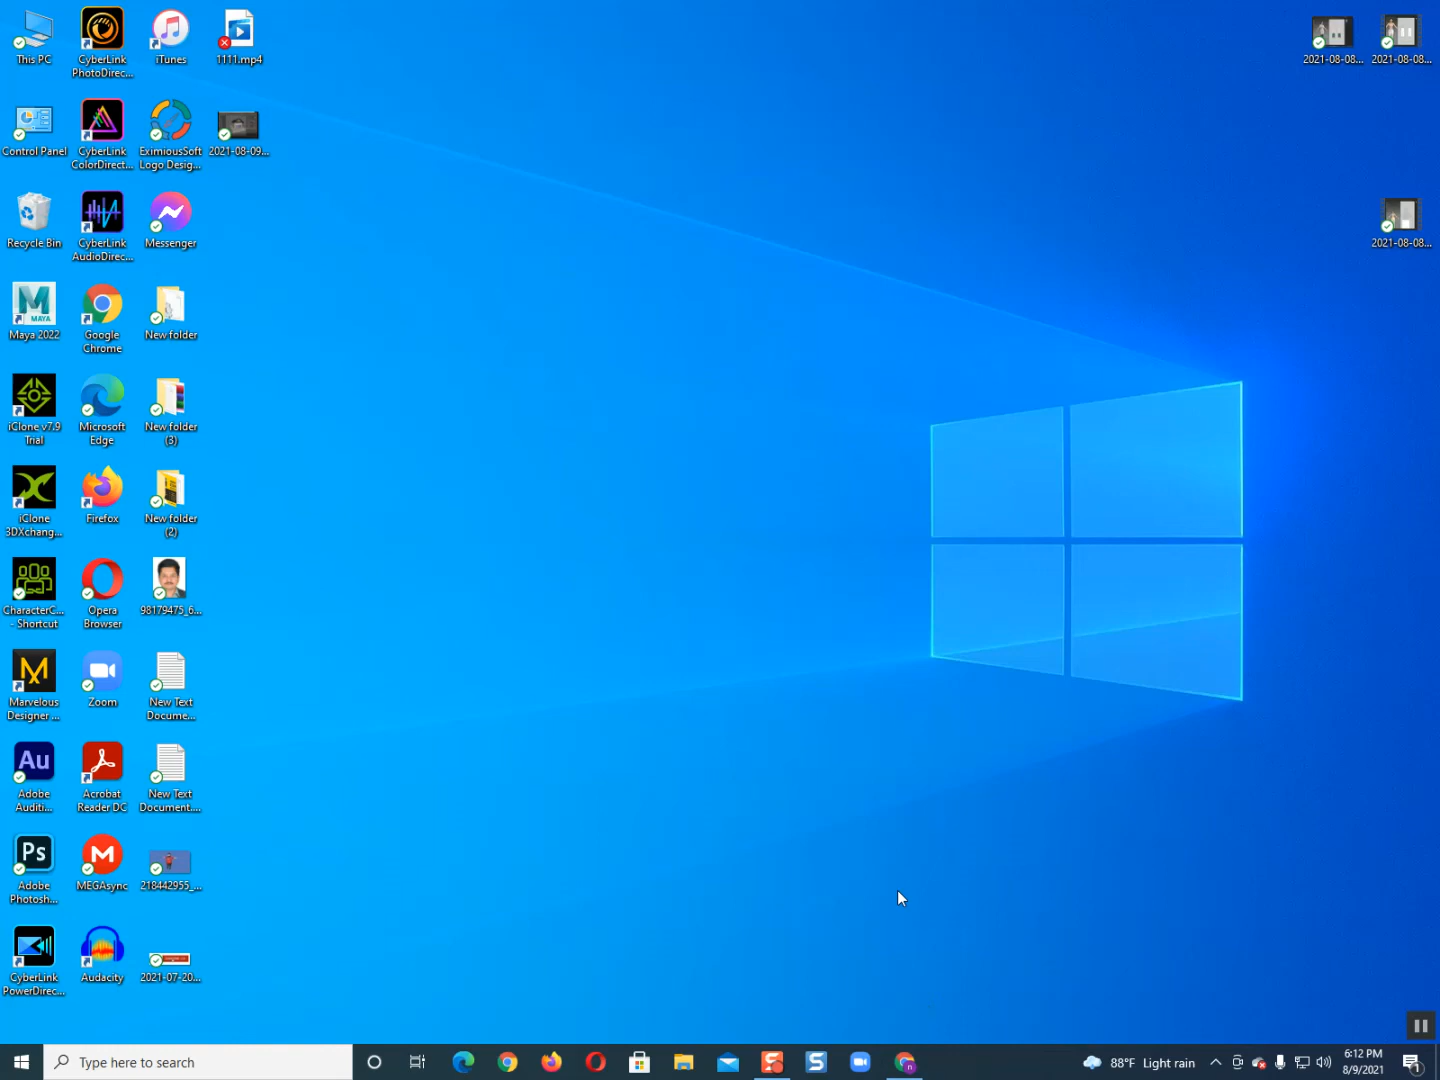 This PC
CyberLink
PhotoDirec...
iTunes
1111.mp4
2021-08-08...
2021-08-08...
Control Panel
CyberLink
ColorDirect...
EximiousSoft
Logo Desig...
2021-08-09...
Recycle Bin
CyberLink
AudioDirec...
Messenger
2021-08-08...
MAYA
Maya 2022
Google
Chrome
New folder
iClone v7.9
Trial
Microsoft
Edge
New folder
(3)
iClone
3DXchang...
Firefox
New folder
(2)
CharacterC...
- Shortcut
Opera
Browser
98179475_6...
Marvelous
Designer ...
Zoom
New Text
Docume...
Au
Adobe
Auditi...
Acrobat
Reader DC
New Text
Document....
Ps
Adobe
Photosh...
MEGAsync
218442955_...
CyberLink
PowerDirec...
Audacity
2021-07-20...
Type here to search
88°F Light rain
6:12 PM
8/9/2021
1